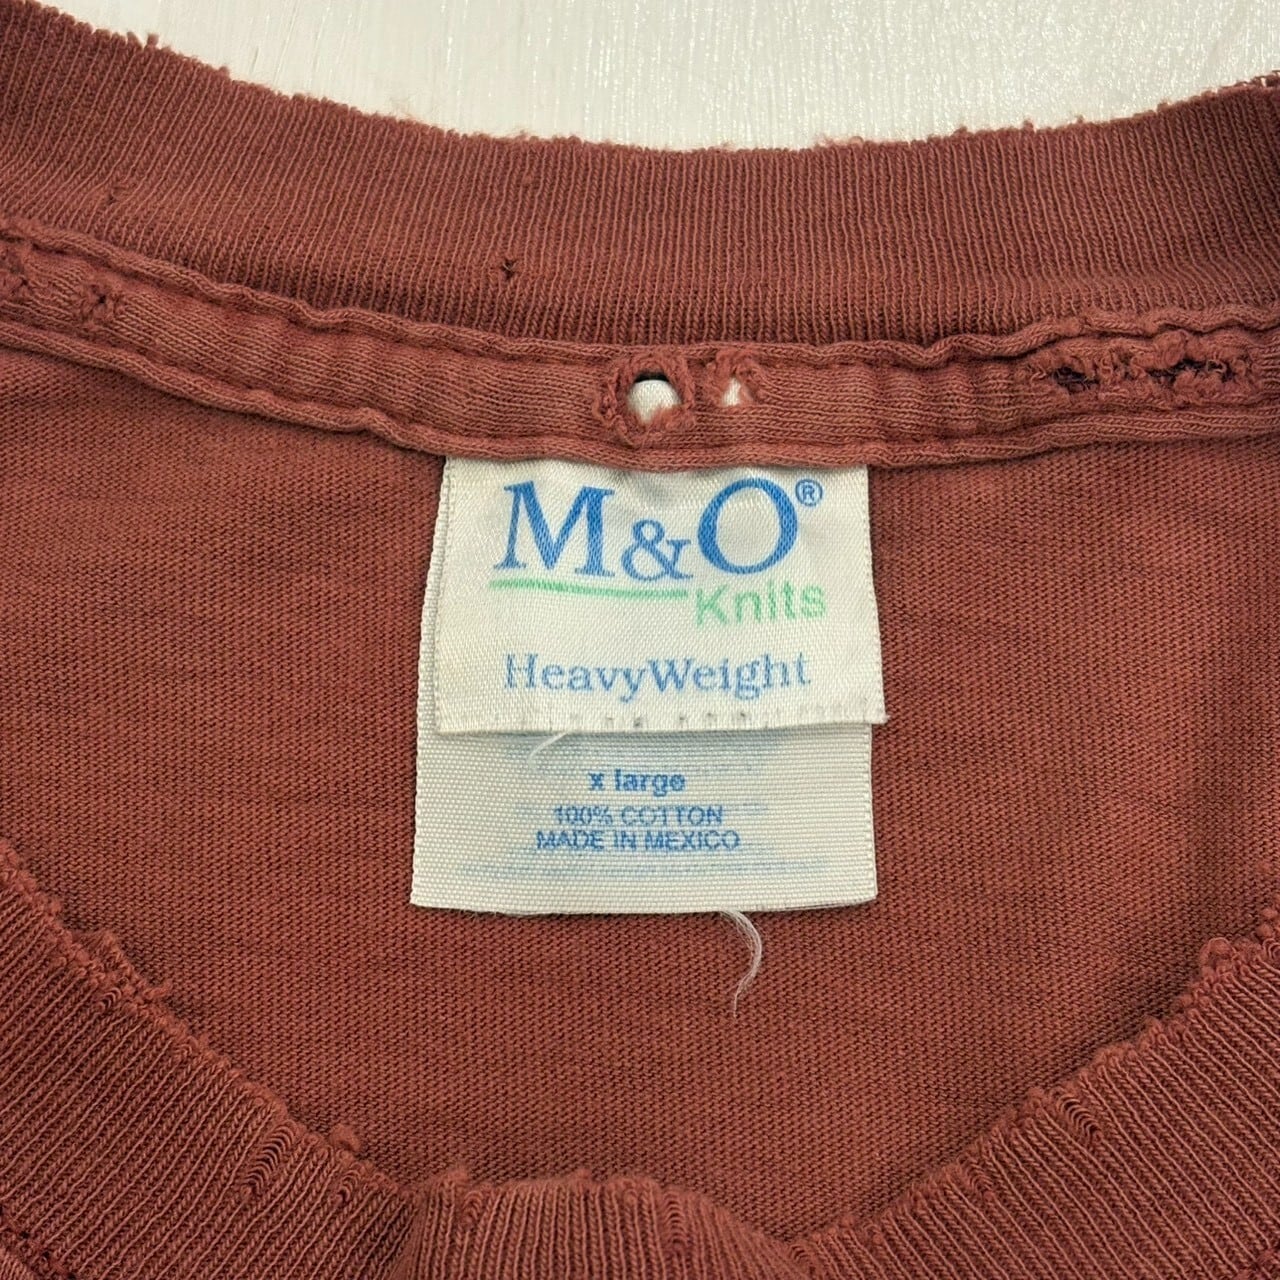 M&O®
Knits
HeavyWeight
x large
100% COTTON
MADE IN MEXICO